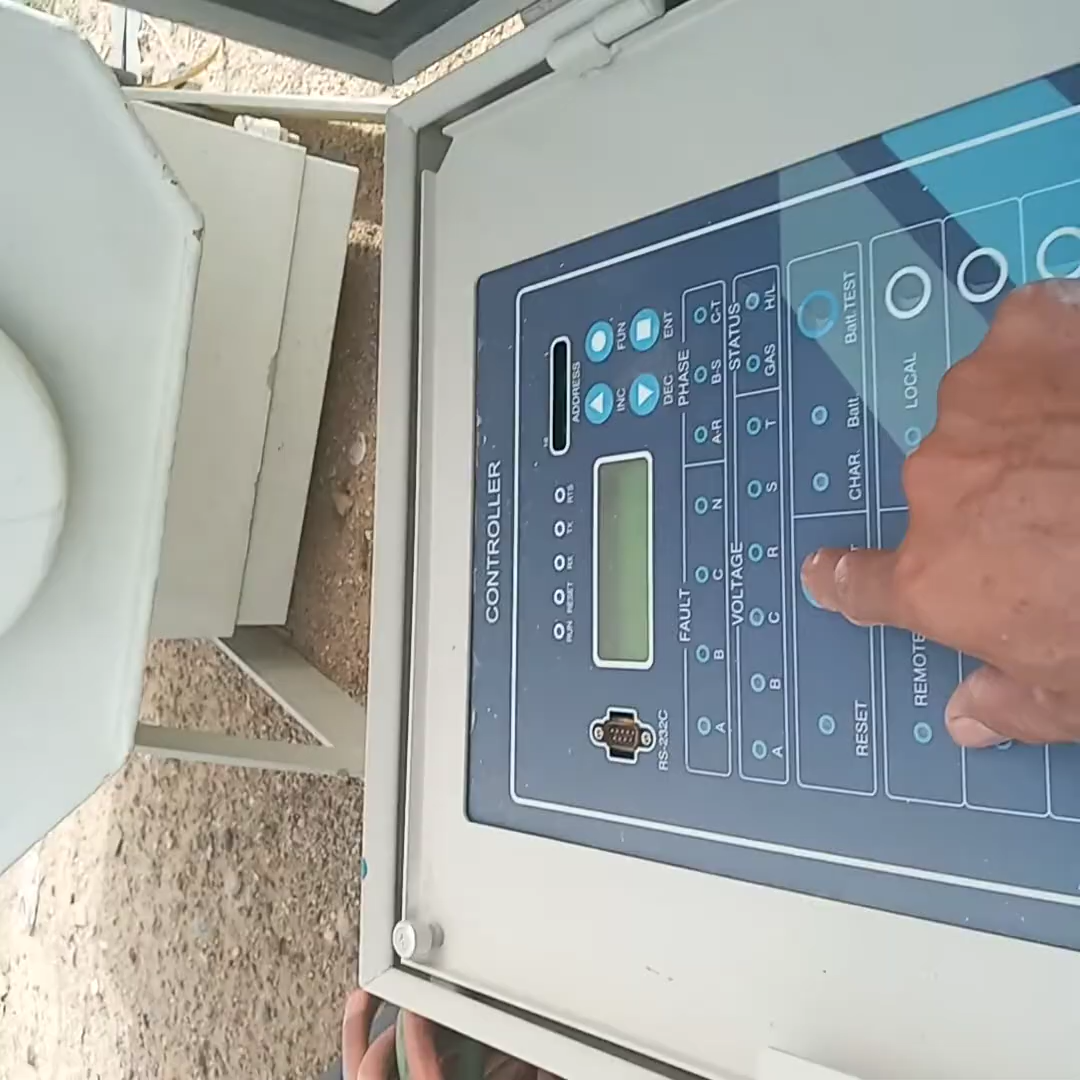 CONTROLLER
RUN RESET RX TX RTS
ADDRESS
INC FUN
DEC ENT
RS-232C
FAULT PHASE
A B C N A·R B·S C·T
VOLTAGE STATUS
A B C R S T GAS H/L
RESET CHAR. Batt. Batt.TEST
REMOTE LOCAL